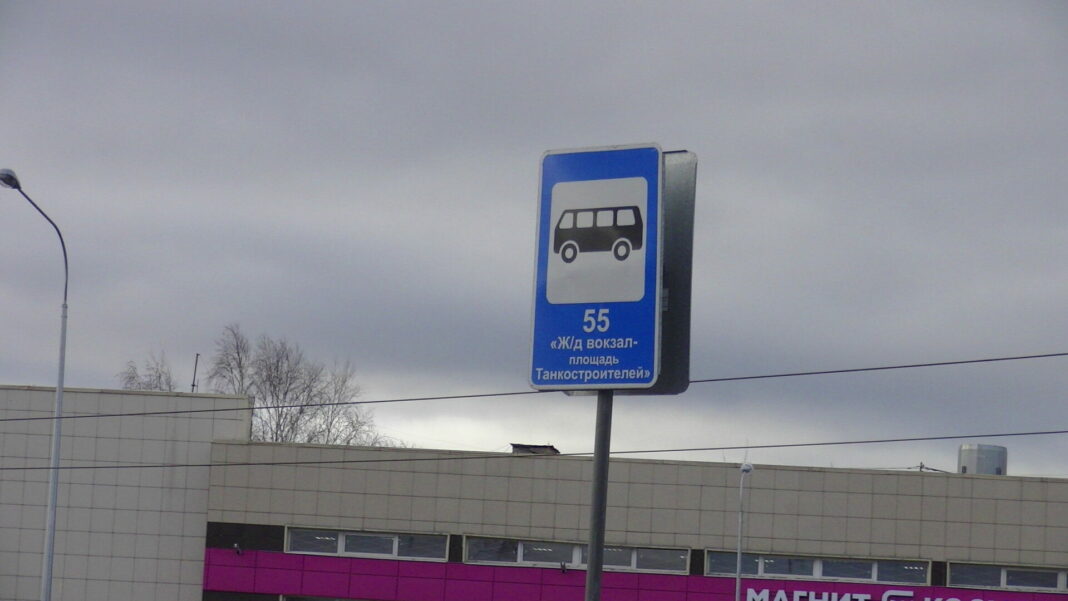 55
«Ж/д вокзал-
площадь
Танкостроителей»
МАГНИТ